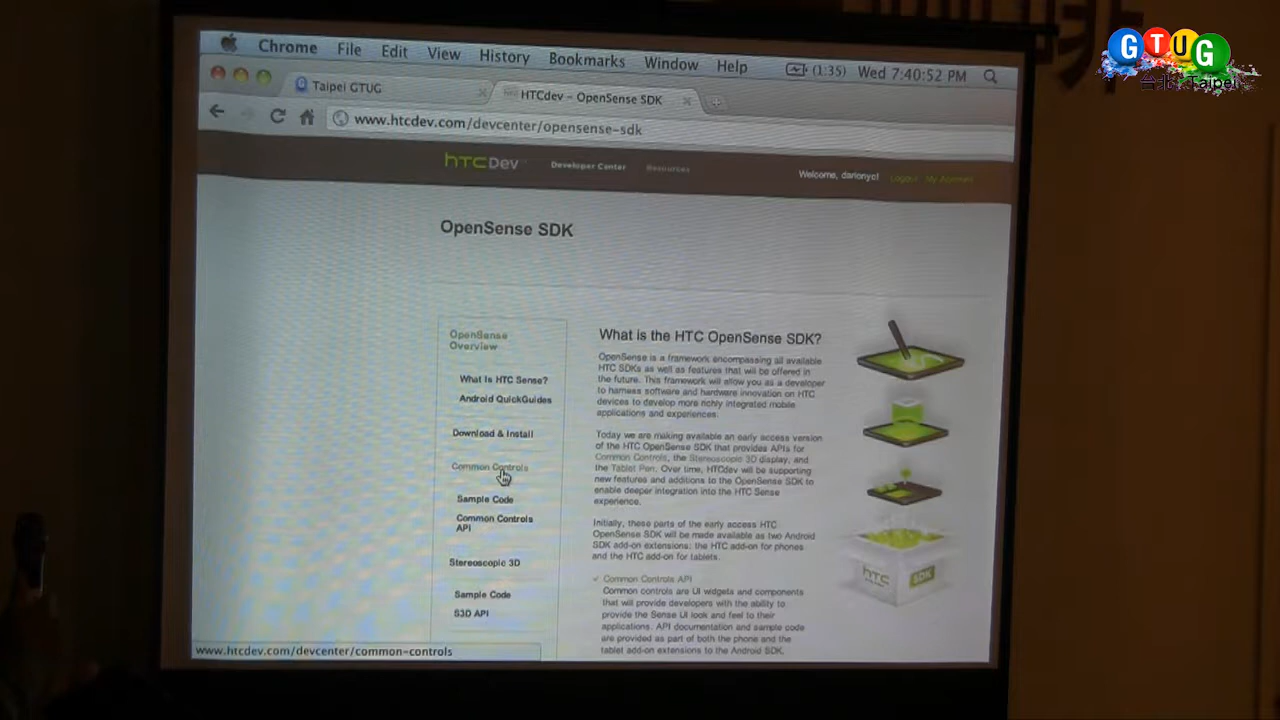 GTUG
台北 Taipei
Chrome File Edit View History Bookmarks Window Help (1:35) Wed 7:40:52 PM
Taipei GTUG
HTCdev - OpenSense SDK
www.htcdev.com/devcenter/opensense-sdk
hTC Dev Developer Center Resources Welcome, darionyc! Logout My Account
OpenSense SDK
OpenSense
Overview
What is HTC Sense?
Android QuickGuides
Download & Install
Common Controls
Sample Code
Common Controls
API
Stereoscopic 3D
Sample Code
S3D API
What is the HTC OpenSense SDK?
OpenSense is a framework encompassing all available
HTC SDKs as well as features that will be offered in
the future. This framework will allow you as a developer
to harness software and hardware innovation on HTC
devices to develop more richly integrated mobile
applications and experiences.
Today we are making available an early access version
of the HTC OpenSense SDK that provides APIs for
Common Controls, the Stereoscopic 3D display, and
the Tablet Pen. Over time, HTCdev will be supporting
new features and additions to the OpenSense SDK to
enable deeper integration into the HTC Sense
experience.
Initially, these parts of the early access HTC
OpenSense SDK will be made available as two Android
SDK add-on extensions: the HTC add-on for phones
and the HTC add-on for tablets.
✓ Common Controls API
Common controls are UI widgets and components
that will provide developers with the ability to
provide the Sense UI look and feel to their
applications. API documentation and sample code
are provided as part of both the phone and the
tablet add-on extensions to the Android SDK.
hTC SDK
www.htcdev.com/devcenter/common-controls